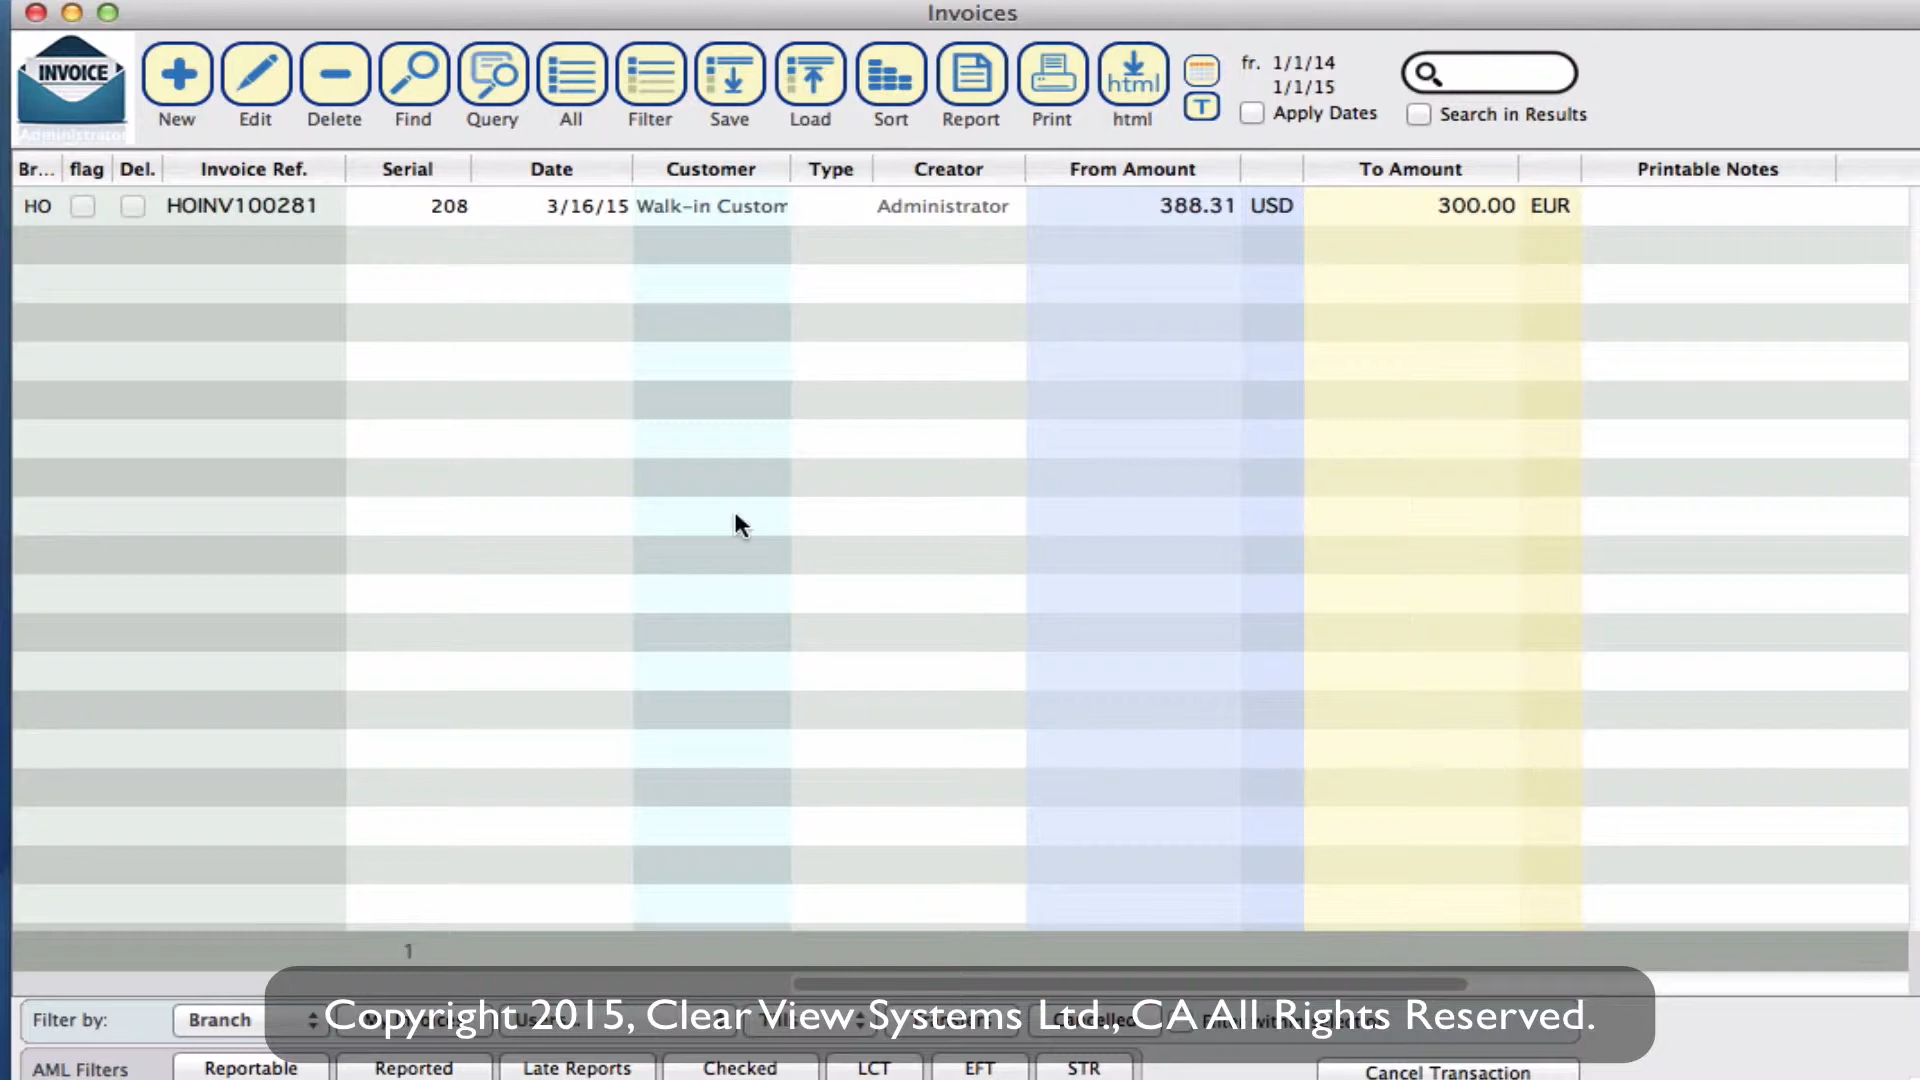 Invoices
INVOICE
Administrator
New Edit Delete Find Query All Filter Save Load Sort Report Print html
html
T
fr. 1/1/14
1/1/15
Apply Dates
Search in Results
Br... flag Del. Invoice Ref. Serial Date Customer Type Creator From Amount To Amount Printable Notes
HO HOINV100281 208 3/16/15 Walk-in Custom Administrator 388.31 USD 300.00 EUR
1
Filter by: Branch
Copyright 2015, Clear View Systems Ltd., CA All Rights Reserved.
AML Filters Reportable Reported Late Reports Checked LCT EFT STR Cancel Transaction